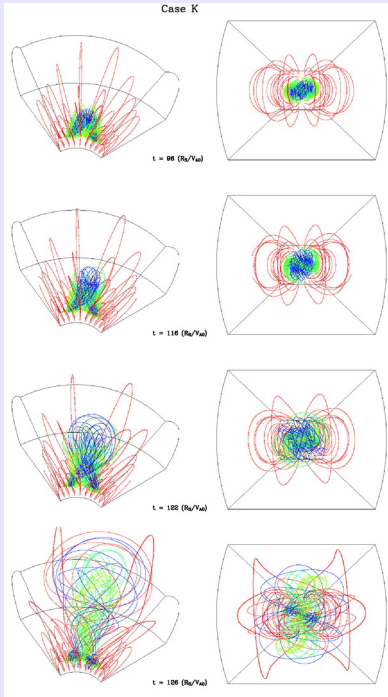 Case K
t = 96 (R_S/V_A0)
t = 116 (R_S/V_A0)
t = 122 (R_S/V_A0)
t = 126 (R_S/V_A0)